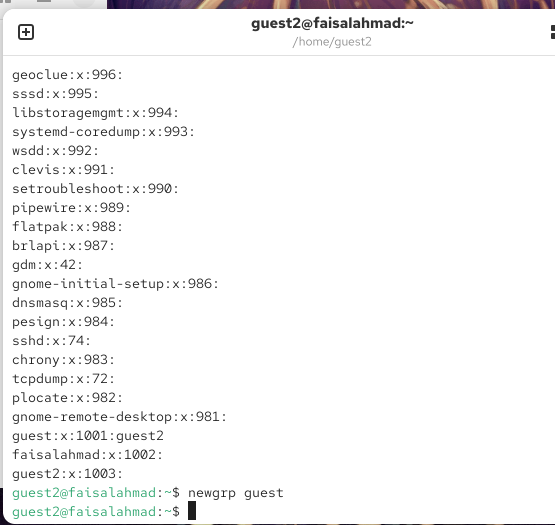 guest2@faisalahmad:~
/home/guest2
geoclue:x:996:
sssd:x:995:
libstoragemgmt:x:994:
systemd-coredump:x:993:
wsdd:x:992:
clevis:x:991:
setroubleshoot:x:990:
pipewire:x:989:
flatpak:x:988:
brlapi:x:987:
gdm:x:42:
gnome-initial-setup:x:986:
dnsmasq:x:985:
pesign:x:984:
sshd:x:74:
chrony:x:983:
tcpdump:x:72:
plocate:x:982:
gnome-remote-desktop:x:981:
guest:x:1001:guest2
faisalahmad:x:1002:
guest2:x:1003:
guest2@faisalahmad:~$ newgrp guest
guest2@faisalahmad:~$